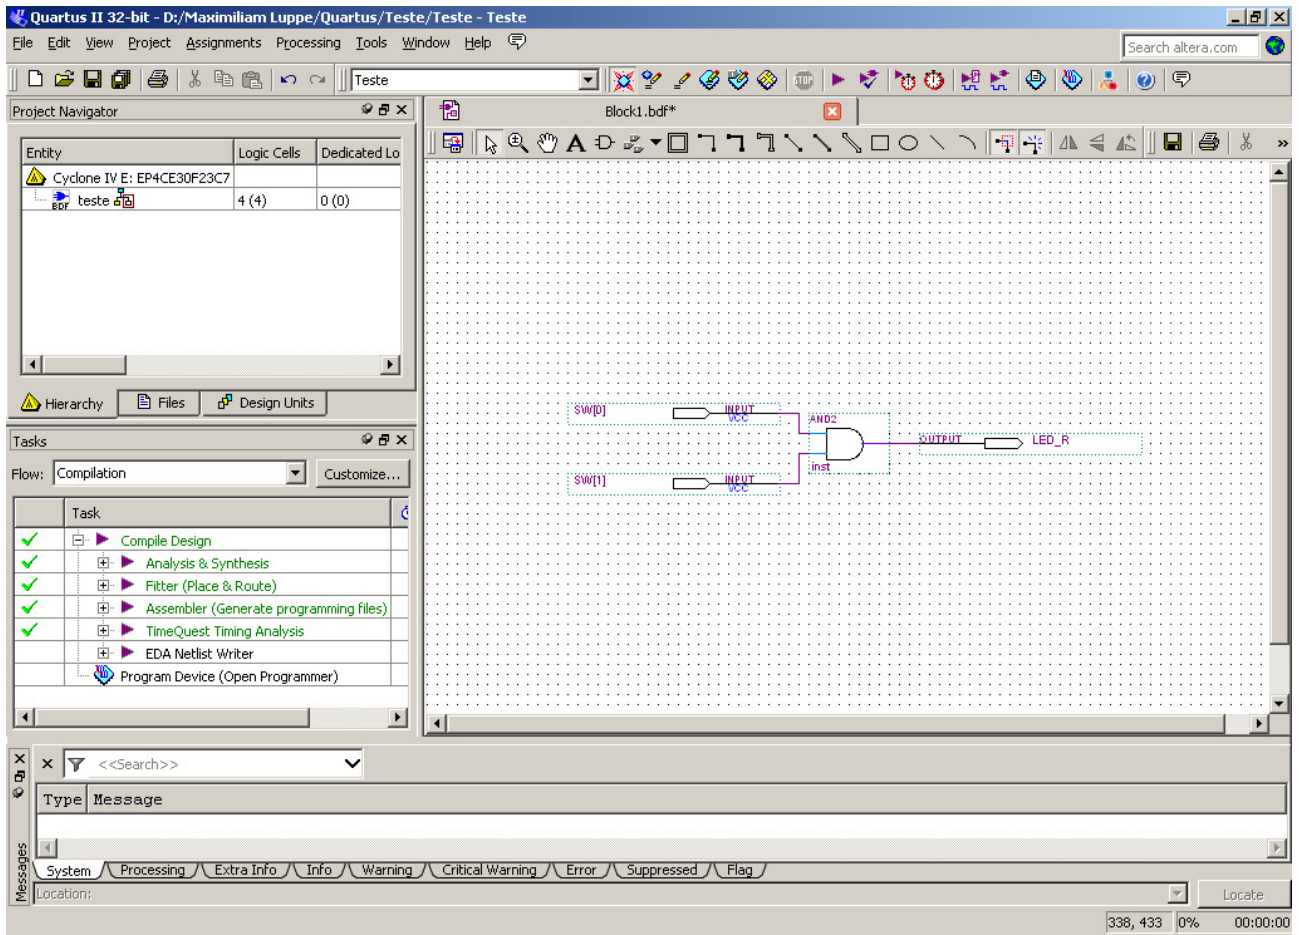 Quartus II 32-bit - D:/Maximiliam Luppe/Quartus/Teste/Teste - Teste
File Edit View Project Assignments Processing Tools Window Help
Search altera.com
Teste
STOP
Project Navigator
Entity Logic Cells Dedicated Lo
Cyclone IV E: EP4CE30F23C7
BDF teste 4 (4) 0 (0)
Hierarchy Files Design Units
Tasks
Flow: Compilation Customize...
Task
Compile Design
Analysis & Synthesis
Fitter (Place & Route)
Assembler (Generate programming files)
TimeQuest Timing Analysis
EDA Netlist Writer
Program Device (Open Programmer)
Block1.bdf*
A
»
SW[0] INPUT
VCC
AND2
OUTPUT LED_R
inst
SW[1] INPUT
VCC
Messages
<<Search>>
Type Message
System Processing Extra Info Info Warning Critical Warning Error Suppressed Flag
Location: Locate
338, 433 0% 00:00:00